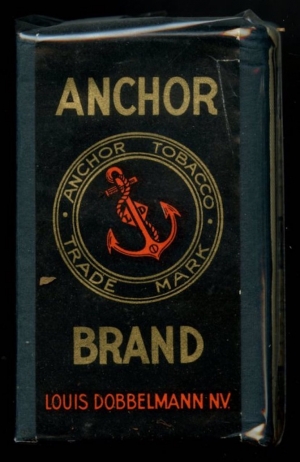 ANCHOR
ANCHOR TOBACCO
TRADE MARK
BRAND
LOUIS DOBBELMANN N.V.